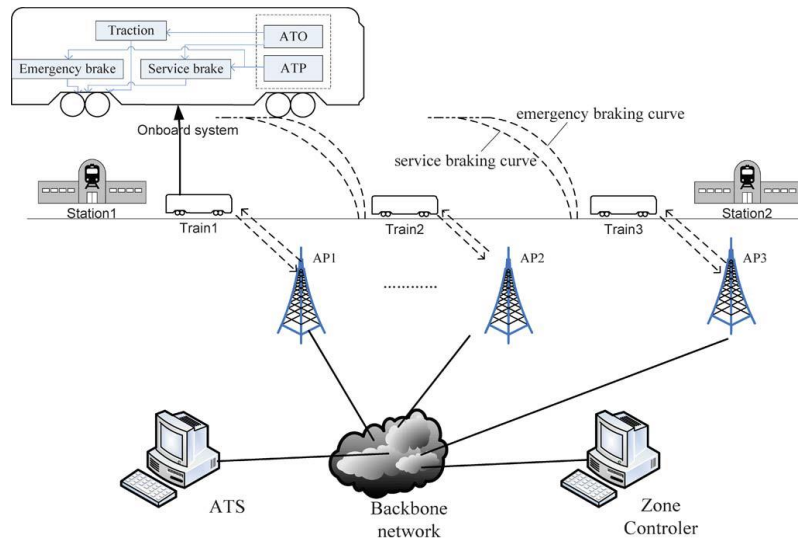 Traction
ATO
Emergency brake
Service brake
ATP
Onboard system
emergency braking curve
service braking curve
Station1
Train1
Train2
Train3
Station2
AP1
AP2
AP3
ATS
Backbone
network
Zone
Controler